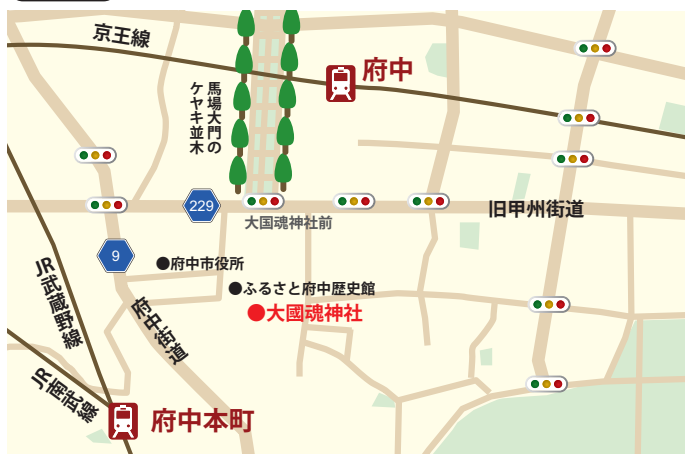 京王線
府中
馬場大門の
ケヤキ並木
229
大国魂神社前
旧甲州街道
9
●府中市役所
●ふるさと府中歴史館
●大國魂神社
JR武蔵野線
府中街道
JR南武線
府中本町